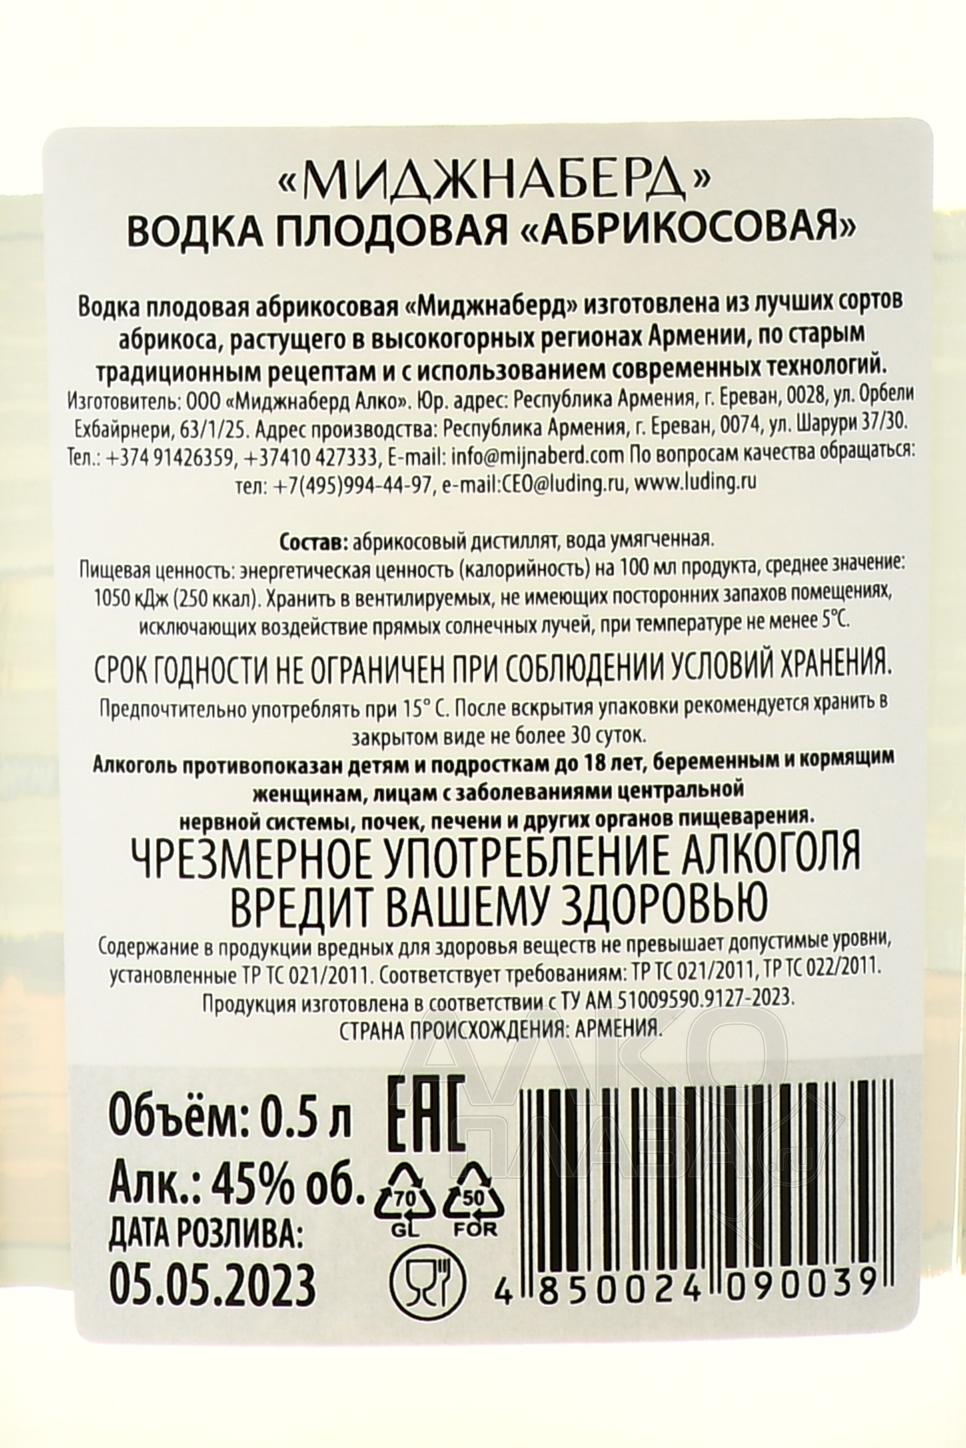 «МИДЖНАБЕРД»
ВОДКА ПЛОДОВАЯ «АБРИКОСОВАЯ»
Водка плодовая абрикосовая «Миджнаберд» изготовлена из лучших сортов
абрикоса, растущего в высокогорных регионах Армении, по старым
традиционным рецептам и с использованием современных технологий.
Изготовитель: ООО «Миджнаберд Алко». Юр. адрес: Республика Армения, г. Ереван, 0028, ул. Орбели
Ехбайрнери, 63/1/25. Адрес производства: Республика Армения, г. Ереван, 0074, ул. Шарури 37/30.
Тел.: +374 91426359, +37410 427333, E-mail: info@mijnaberd.com По вопросам качества обращаться:
тел: +7(495)994-44-97, e-mail:CEO@luding.ru, www.luding.ru
Состав: абрикосовый дистиллят, вода умягченная.
Пищевая ценность: энергетическая ценность (калорийность) на 100 мл продукта, среднее значение:
1050 кДж (250 ккал). Хранить в вентилируемых, не имеющих посторонних запахов помещениях,
исключающих воздействие прямых солнечных лучей, при температуре не менее 5°С.
СРОК ГОДНОСТИ НЕ ОГРАНИЧЕН ПРИ СОБЛЮДЕНИИ УСЛОВИЙ ХРАНЕНИЯ.
Предпочтительно употреблять при 15° С. После вскрытия упаковки рекомендуется хранить в
закрытом виде не более 30 суток.
Алкоголь противопоказан детям и подросткам до 18 лет, беременным и кормящим
женщинам, лицам с заболеваниями центральной
нервной системы, почек, печени и других органов пищеварения.
ЧРЕЗМЕРНОЕ УПОТРЕБЛЕНИЕ АЛКОГОЛЯ
ВРЕДИТ ВАШЕМУ ЗДОРОВЬЮ
Содержание в продукции вредных для здоровья веществ не превышает допустимые уровни,
установленные ТР ТС 021/2011. Соответствует требованиям: ТР ТС 021/2011, ТР ТС 022/2011.
Продукция изготовлена в соответствии с ТУ АМ 51009590.9127-2023.
СТРАНА ПРОИСХОЖДЕНИЯ: АРМЕНИЯ.
АЛКО
ПЛАЗА
Объём: 0.5 л
EAC
Алк.: 45% об.
70
GL
50
FOR
ДАТА РОЗЛИВА:
05.05.2023
4 850024 090039